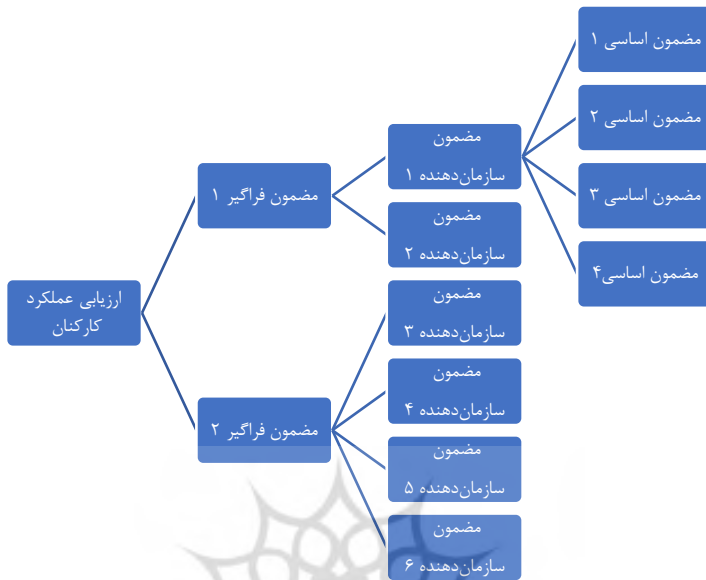 ارزیابی عملکرد
کارکنان
مضمون فراگیر ۱
مضمون فراگیر ۲
مضمون
سازمان‌دهنده ۱
مضمون
سازمان‌دهنده ۲
مضمون
سازمان‌دهنده ۳
مضمون
سازمان‌دهنده ۴
مضمون
سازمان‌دهنده ۵
مضمون
سازمان‌دهنده ۶
مضمون اساسی ۱
مضمون اساسی ۲
مضمون اساسی ۳
مضمون اساسی۴